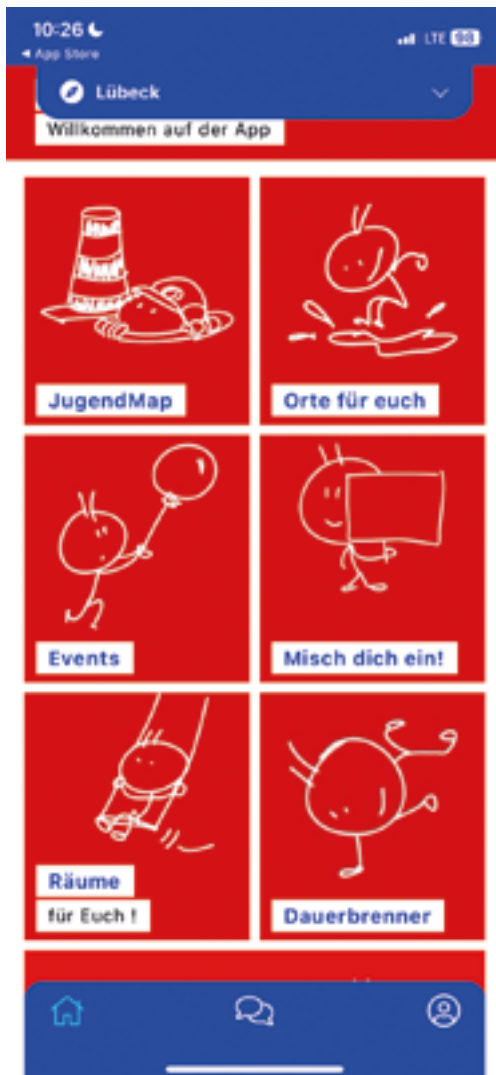 10:26
◄ App Store
LTE
Lübeck
Willkommen auf der App
JugendMap
Orte für euch
Events
Misch dich ein!
Räume
für Euch !
Dauerbrenner